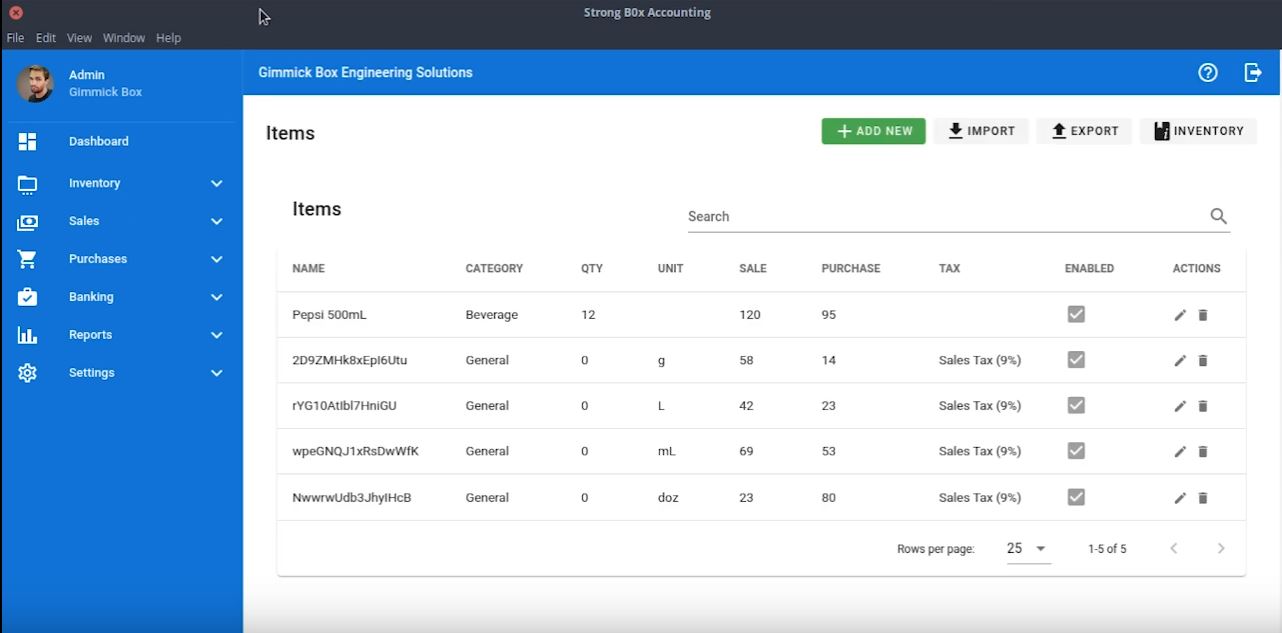 Strong B0x Accounting
File Edit View Window Help
Admin
Gimmick Box
Gimmick Box Engineering Solutions
Dashboard
Inventory
Sales
Purchases
Banking
Reports
Settings
Items
ADD NEW IMPORT EXPORT INVENTORY
Items
Search
NAME CATEGORY QTY UNIT SALE PURCHASE TAX ENABLED ACTIONS
Pepsi 500mL Beverage 12 120 95
2D9ZMHk8xEpI6Utu General 0 g 58 14 Sales Tax (9%)
rYG10AtIbl7HniGU General 0 L 42 23 Sales Tax (9%)
wpeGNQJ1xRsDwWfK General 0 mL 69 53 Sales Tax (9%)
NwwrwUdb3JhyIHcB General 0 doz 23 80 Sales Tax (9%)
Rows per page: 25 1-5 of 5